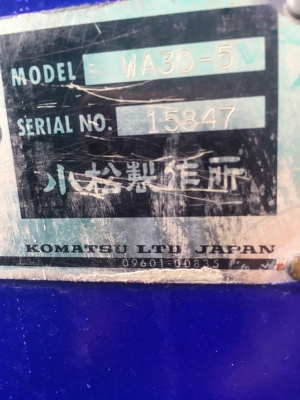 MODEL WA30-5
SERIAL NO. 15847
小松製作所
KOMATSU LTD JAPAN
09601-00835